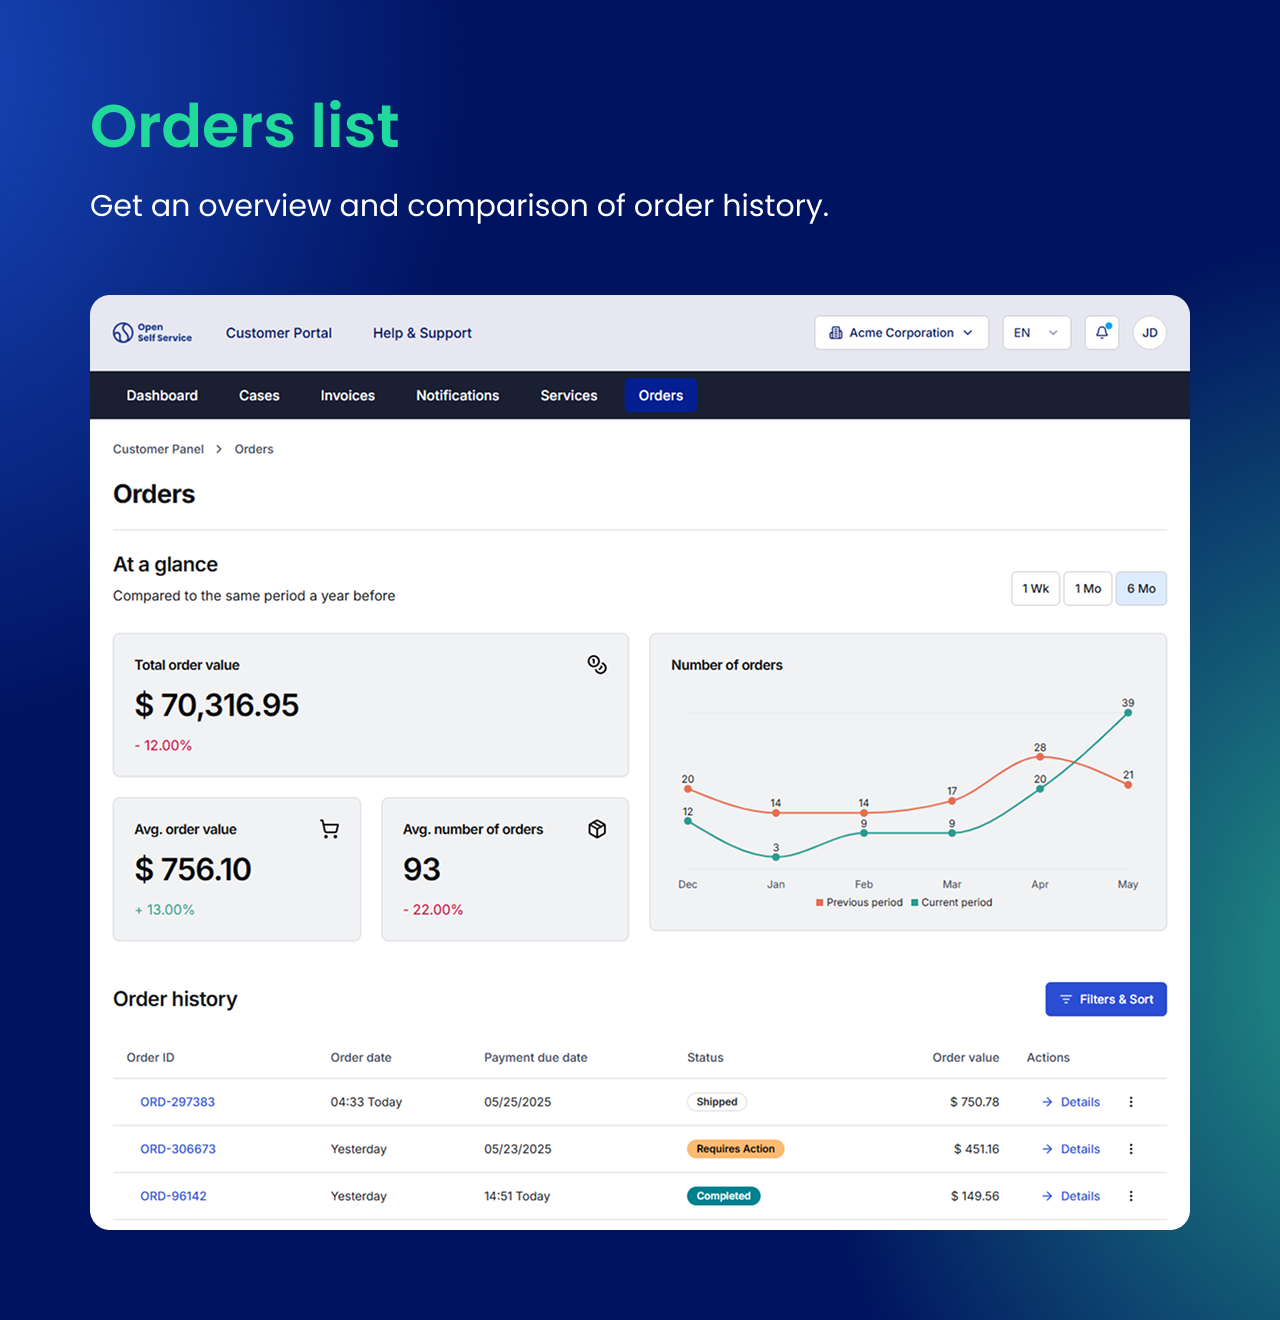 Orders list
Get an overview and comparison of order history.
Open
Self Service
Customer Portal
Help & Support
Acme Corporation
EN
JD
Dashboard
Cases
Invoices
Notifications
Services
Orders
Customer Panel > Orders
Orders
At a glance
Compared to the same period a year before
1 Wk
1 Mo
6 Mo
Total order value
$ 70,316.95
- 12.00%
Avg. order value
$ 756.10
+ 13.00%
Avg. number of orders
93
- 22.00%
Number of orders
39
28
20
20
21
17
14
14
12
9
9
3
Dec Jan Feb Mar Apr May
Previous period Current period
Order history
Filters & Sort
Order ID Order date Payment due date Status Order value Actions
ORD-297383 04:33 Today 05/25/2025 Shipped $ 750.78 Details
ORD-306673 Yesterday 05/23/2025 Requires Action $ 451.16 Details
ORD-96142 Yesterday 14:51 Today Completed $ 149.56 Details